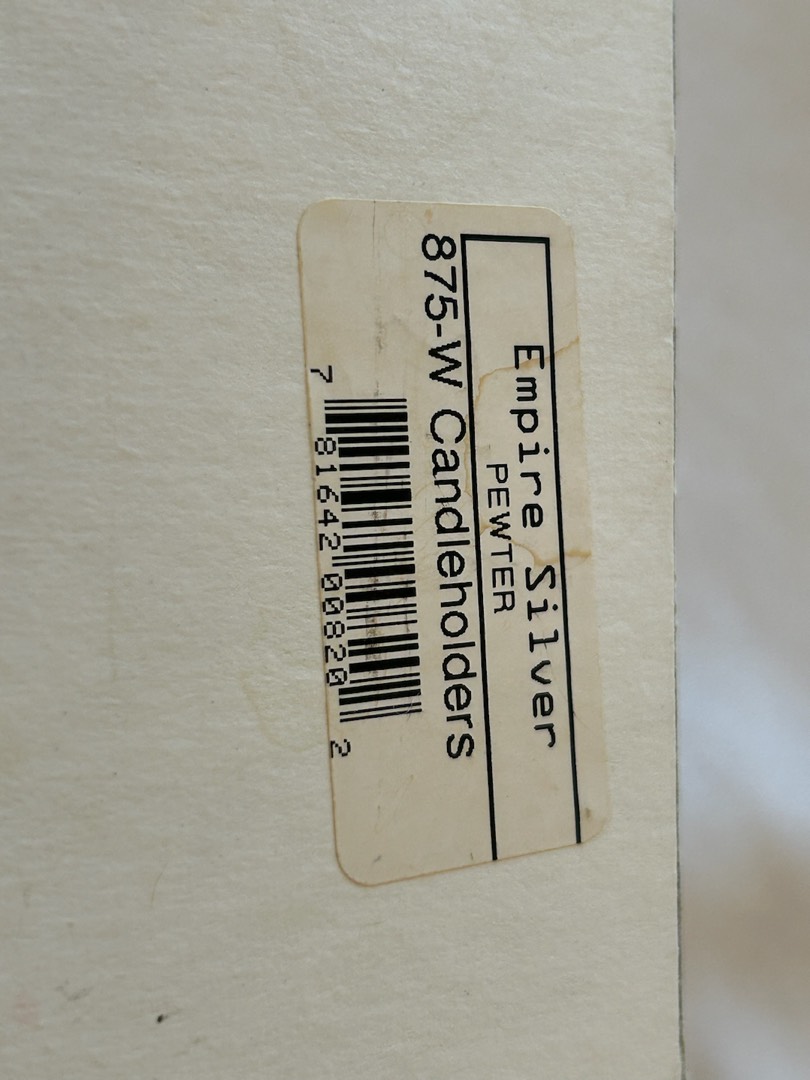 Empire Silver
PEWTER
875-W Candleholders
7 81642 00820 2